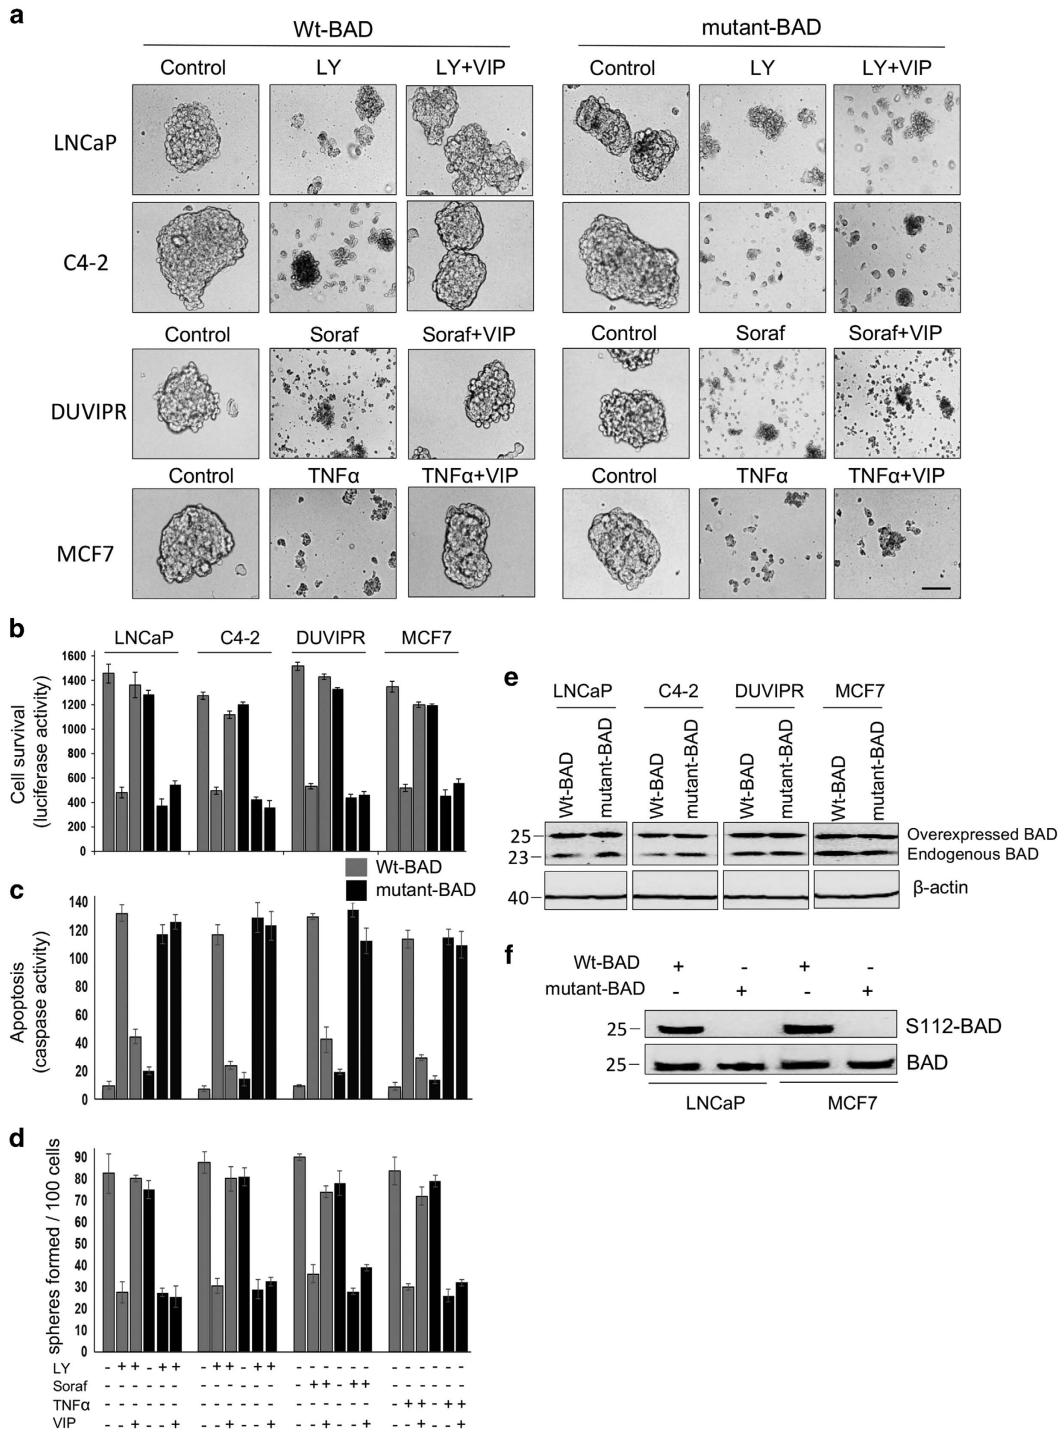 a
Wt-BAD mutant-BAD
Control LY LY+VIP Control LY LY+VIP
LNCaP
C4-2
Control Soraf Soraf+VIP Control Soraf Soraf+VIP
DUVIPR
Control TNFα TNFα+VIP Control TNFα TNFα+VIP
MCF7
b
LNCaP C4-2 DUVIPR MCF7
Cell survival
(luciferase activity)
1600
1400
1200
1000
800
600
400
200
0
Wt-BAD
mutant-BAD
c
Apoptosis
(caspase activity)
140
120
100
80
60
40
20
0
d
spheres formed / 100 cells
90
80
70
60
50
40
30
20
10
0
LY - + + - + + - + + - + + - - - - - - - - - - - -
Soraf - - - - - - - - - - - - - + + - + + - - - - - -
TNFα - - - - - - - - - - - - - - - - - - - + + - + +
VIP - - + - - + - - + - - + - - + - - + - - + - - +
e
LNCaP C4-2 DUVIPR MCF7
Wt-BAD mutant-BAD Wt-BAD mutant-BAD Wt-BAD mutant-BAD Wt-BAD mutant-BAD
25 Overexpressed BAD
23 Endogenous BAD
40 β-actin
f
Wt-BAD + - + -
mutant-BAD - + - +
25 S112-BAD
25 BAD
LNCaP MCF7